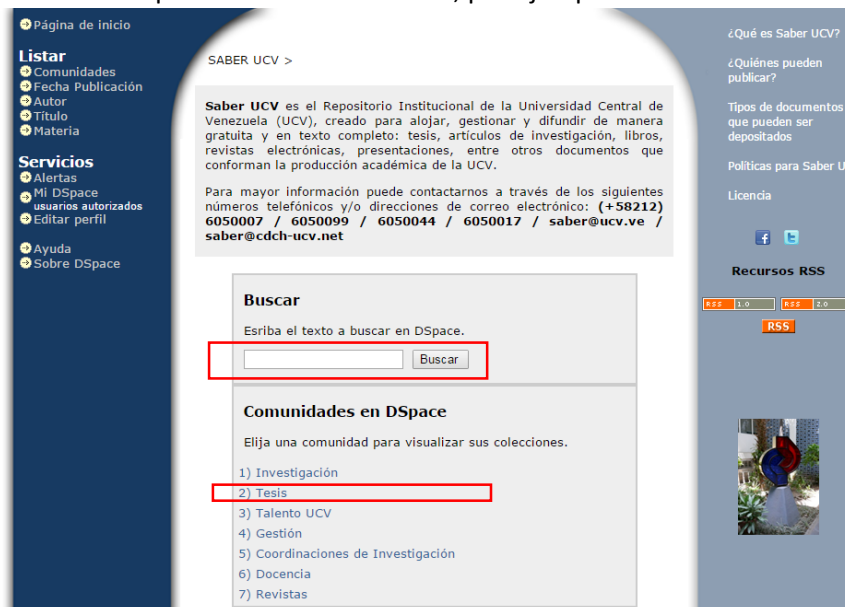 Página de inicio
Listar
Comunidades
Fecha Publicación
Autor
Título
Materia
Servicios
Alertas
Mi DSpace
usuarios autorizados
Editar perfil
Ayuda
Sobre DSpace
SABER UCV >
Saber UCV es el Repositorio Institucional de la Universidad Central de
Venezuela (UCV), creado para alojar, gestionar y difundir de manera
gratuita y en texto completo: tesis, artículos de investigación, libros,
revistas electrónicas, presentaciones, entre otros documentos que
conforman la producción académica de la UCV.
Para mayor información puede contactarnos a través de los siguientes
números telefónicos y/o direcciones de correo electrónico: (+58212)
6050007 / 6050099 / 6050044 / 6050017 / saber@ucv.ve /
saber@cdch-ucv.net
Buscar
Esriba el texto a buscar en DSpace.
Buscar
Comunidades en DSpace
Elija una comunidad para visualizar sus colecciones.
1) Investigación
2) Tesis
3) Talento UCV
4) Gestión
5) Coordinaciones de Investigación
6) Docencia
7) Revistas
¿Qué es Saber UCV?
¿Quiénes pueden
publicar?
Tipos de documentos
que pueden ser
depositados
Políticas para Saber U
Licencia
Recursos RSS
RSS 1.0 RSS 2.0
RSS